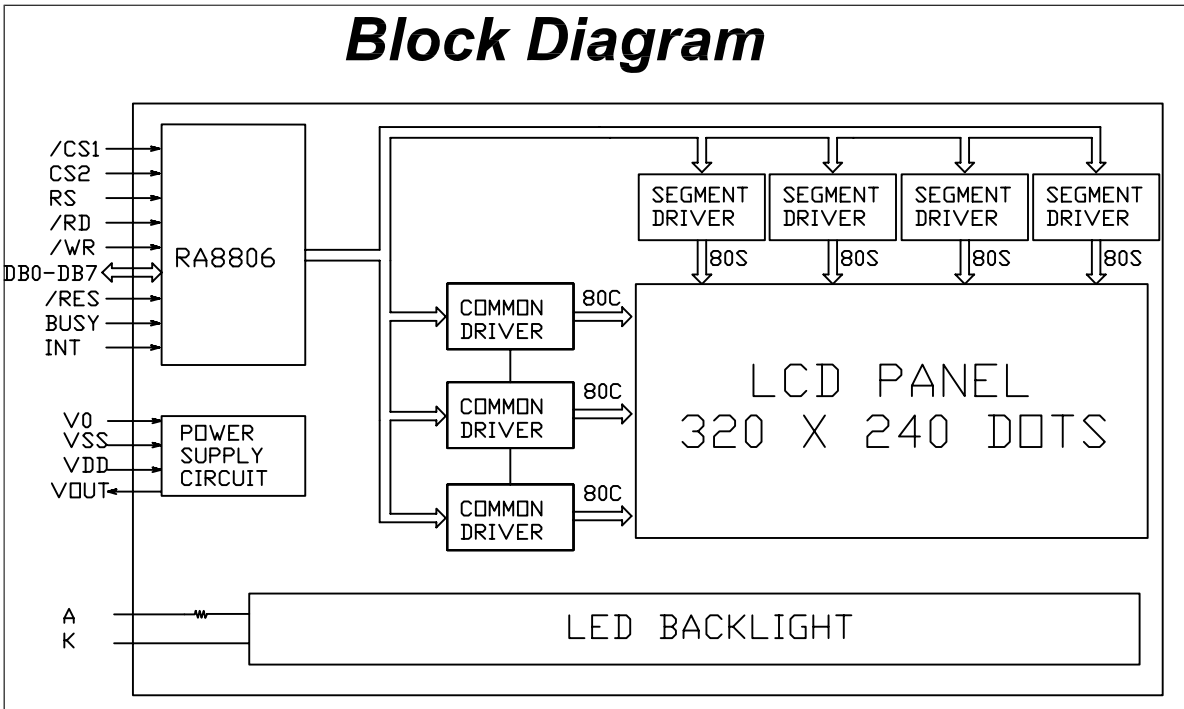 Block Diagram
/CS1
CS2
RS
/RD
/WR
DB0-DB7
/RES
BUSY
INT
RA8806
SEGMENT
DRIVER
SEGMENT
DRIVER
SEGMENT
DRIVER
SEGMENT
DRIVER
80S
80S
80S
80S
COMMON
DRIVER
80C
COMMON
DRIVER
80C
COMMON
DRIVER
80C
LCD PANEL
320 X 240 DOTS
V0
VSS
VDD
VOUT
POWER
SUPPLY
CIRCUIT
A
K
LED BACKLIGHT